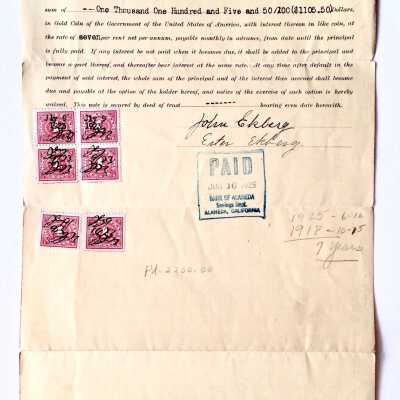 sum of --One Thousand One Hundred and Five and 50/100($1105.50)Dollars,
in Gold Coin of the Government of the United States of America, with interest thereon in like coin, at
the rate of seven per cent net per annum, payable monthly in advance, from date until the principal
is fully paid. If any interest be not paid when it becomes due, it shall be added to the principal and
become a part thereof, and thereafter bear interest at the same rate. At any time after default in the
payment of said interest, the whole sum of the principal and of the interest then accrued shall become
due and payable at the option of the holder hereof, and notice of the exercise of such option is hereby
waived. This note is secured by deed of trust ------- bearing even date herewith.
John Ekberg
Ester Ekberg
PAID
JUN 16 1925
BANK OF ALAMEDA
Savings Dept.
ALAMEDA, CALIFORNIA
1925 - 6-16
1918 - 10-15
7 years
Pd-2200.00